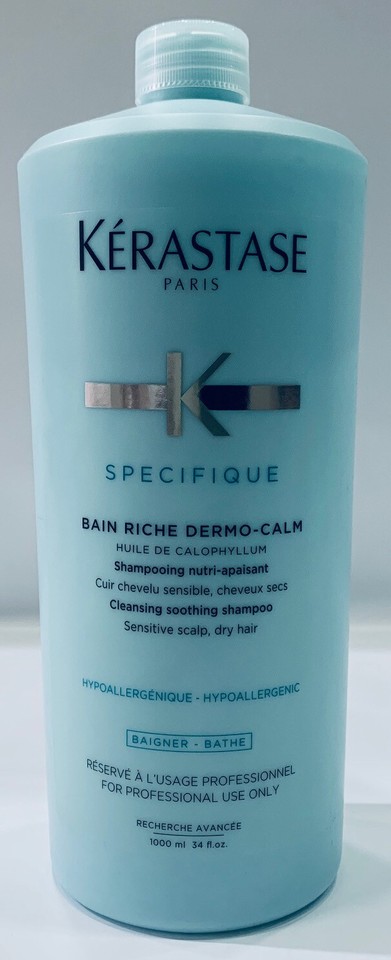 KÉRASTASE
PARIS
SPECIFIQUE
BAIN RICHE DERMO-CALM
HUILE DE CALOPHYLLUM
Shampooing nutri-apaisant
Cuir chevelu sensible, cheveux secs
Cleansing soothing shampoo
Sensitive scalp, dry hair
HYPOALLERGÉNIQUE - HYPOALLERGENIC
BAIGNER - BATHE
RÉSERVÉ À L'USAGE PROFESSIONNEL
FOR PROFESSIONAL USE ONLY
RECHERCHE AVANCÉE
1000 ml 34 fl.oz.